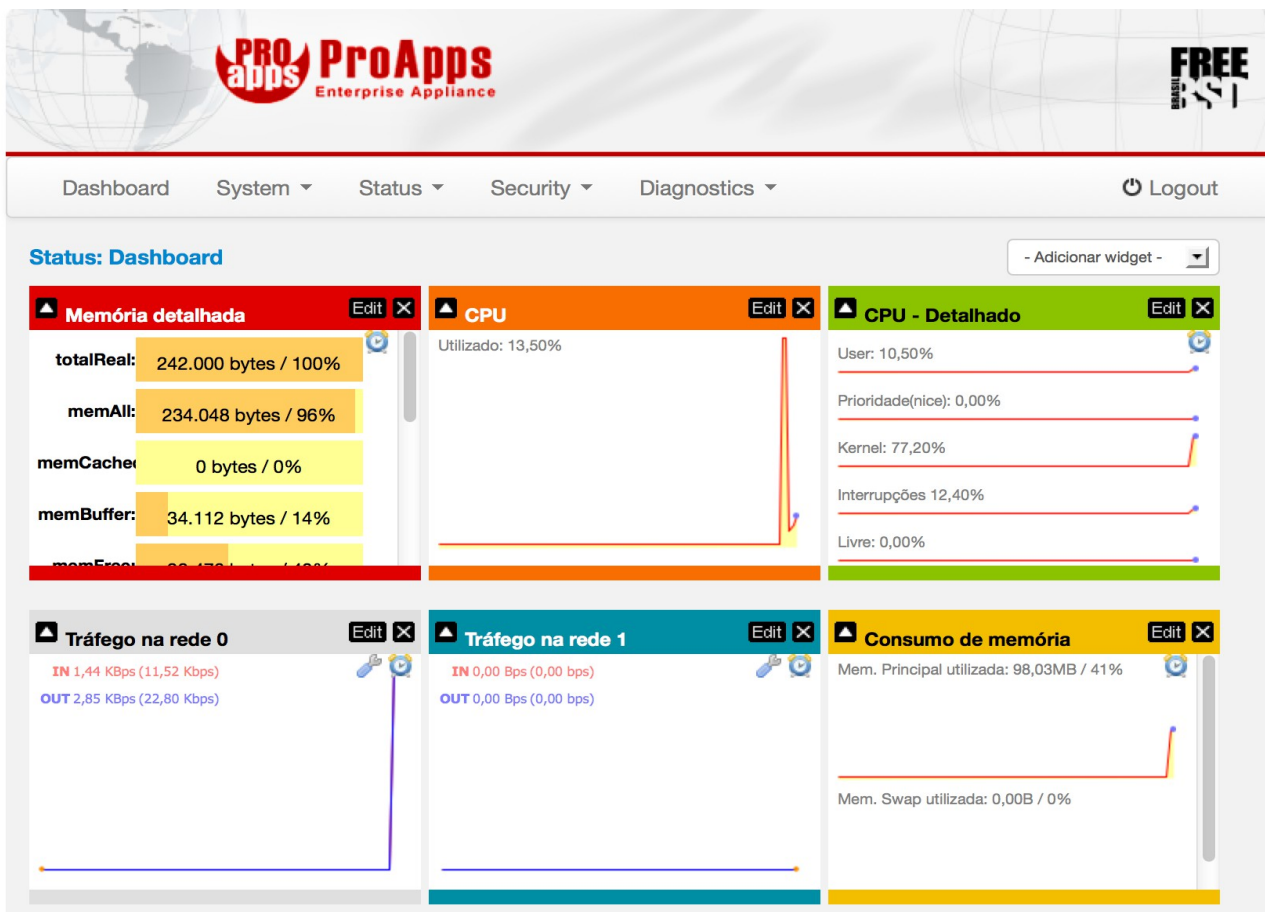 PRO apps ProApps
Enterprise Appliance
FREE
BRASIL
Dashboard System Status Security Diagnostics Logout
Status: Dashboard
- Adicionar widget -
Memória detalhada Edit
totalReal: 242.000 bytes / 100%
memAll: 234.048 bytes / 96%
memCache 0 bytes / 0%
memBuffer: 34.112 bytes / 14%
CPU Edit
Utilizado: 13,50%
CPU - Detalhado Edit
User: 10,50%
Prioridade(nice): 0,00%
Kernel: 77,20%
Interrupções 12,40%
Livre: 0,00%
Tráfego na rede 0 Edit
IN 1,44 KBps (11,52 Kbps)
OUT 2,85 KBps (22,80 Kbps)
Tráfego na rede 1 Edit
IN 0,00 Bps (0,00 bps)
OUT 0,00 Bps (0,00 bps)
Consumo de memória Edit
Mem. Principal utilizada: 98,03MB / 41%
Mem. Swap utilizada: 0,00B / 0%